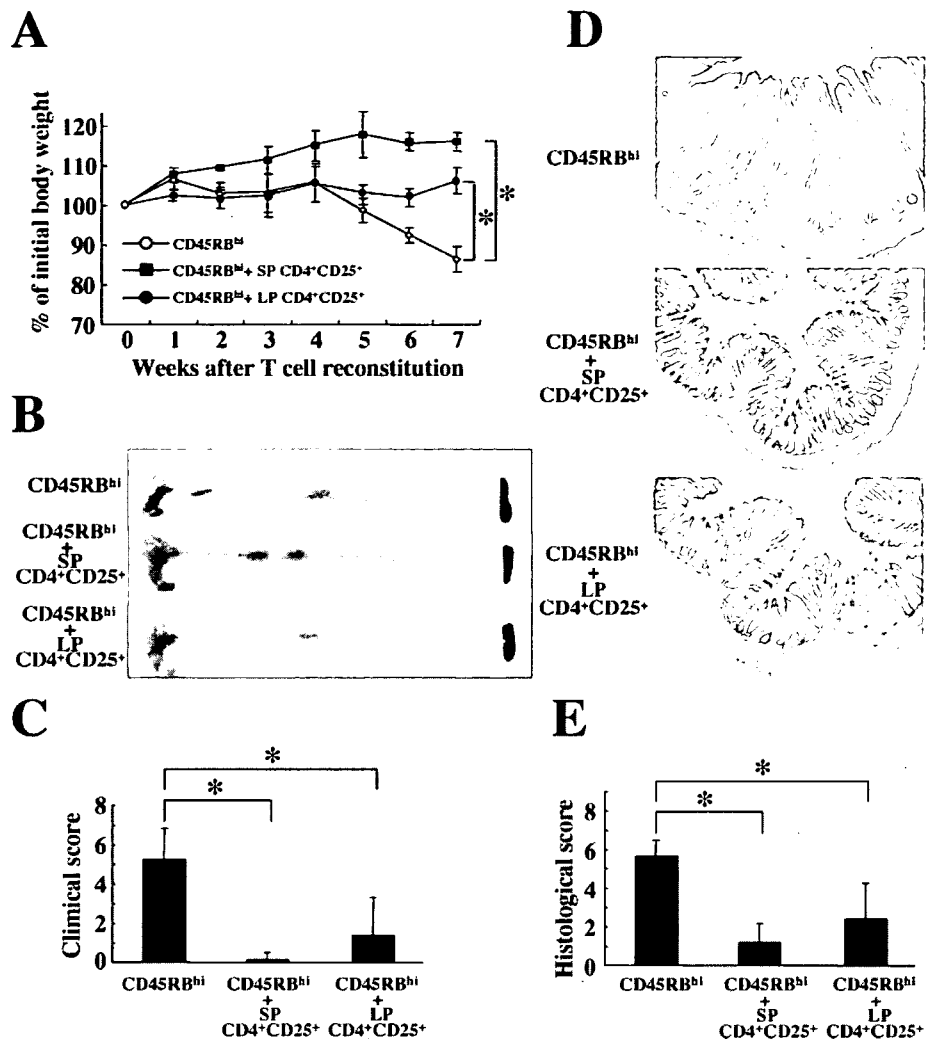 A
% of initial body weight
120
110
100
90
80
70
0 1 2 3 4 5 6 7
Weeks after T cell reconstitution
CD45RBhi
CD45RBhi+ SP CD4+CD25+
CD45RBhi+ LP CD4+CD25+
*
*
B
CD45RBhi
CD45RBhi
+
SP
CD4+CD25+
CD45RBhi
+
LP
CD4+CD25+
C
Climical score
8
6
4
2
0
*
*
CD45RBhi
CD45RBhi
+
SP
CD4+CD25+
CD45RBhi
+
LP
CD4+CD25+
D
CD45RBhi
CD45RBhi
+
SP
CD4+CD25+
CD45RBhi
+
LP
CD4+CD25+
E
Histological score
8
6
4
2
0
*
*
CD45RBhi
CD45RBhi
+
SP
CD4+CD25+
CD45RBhi
+
LP
CD4+CD25+